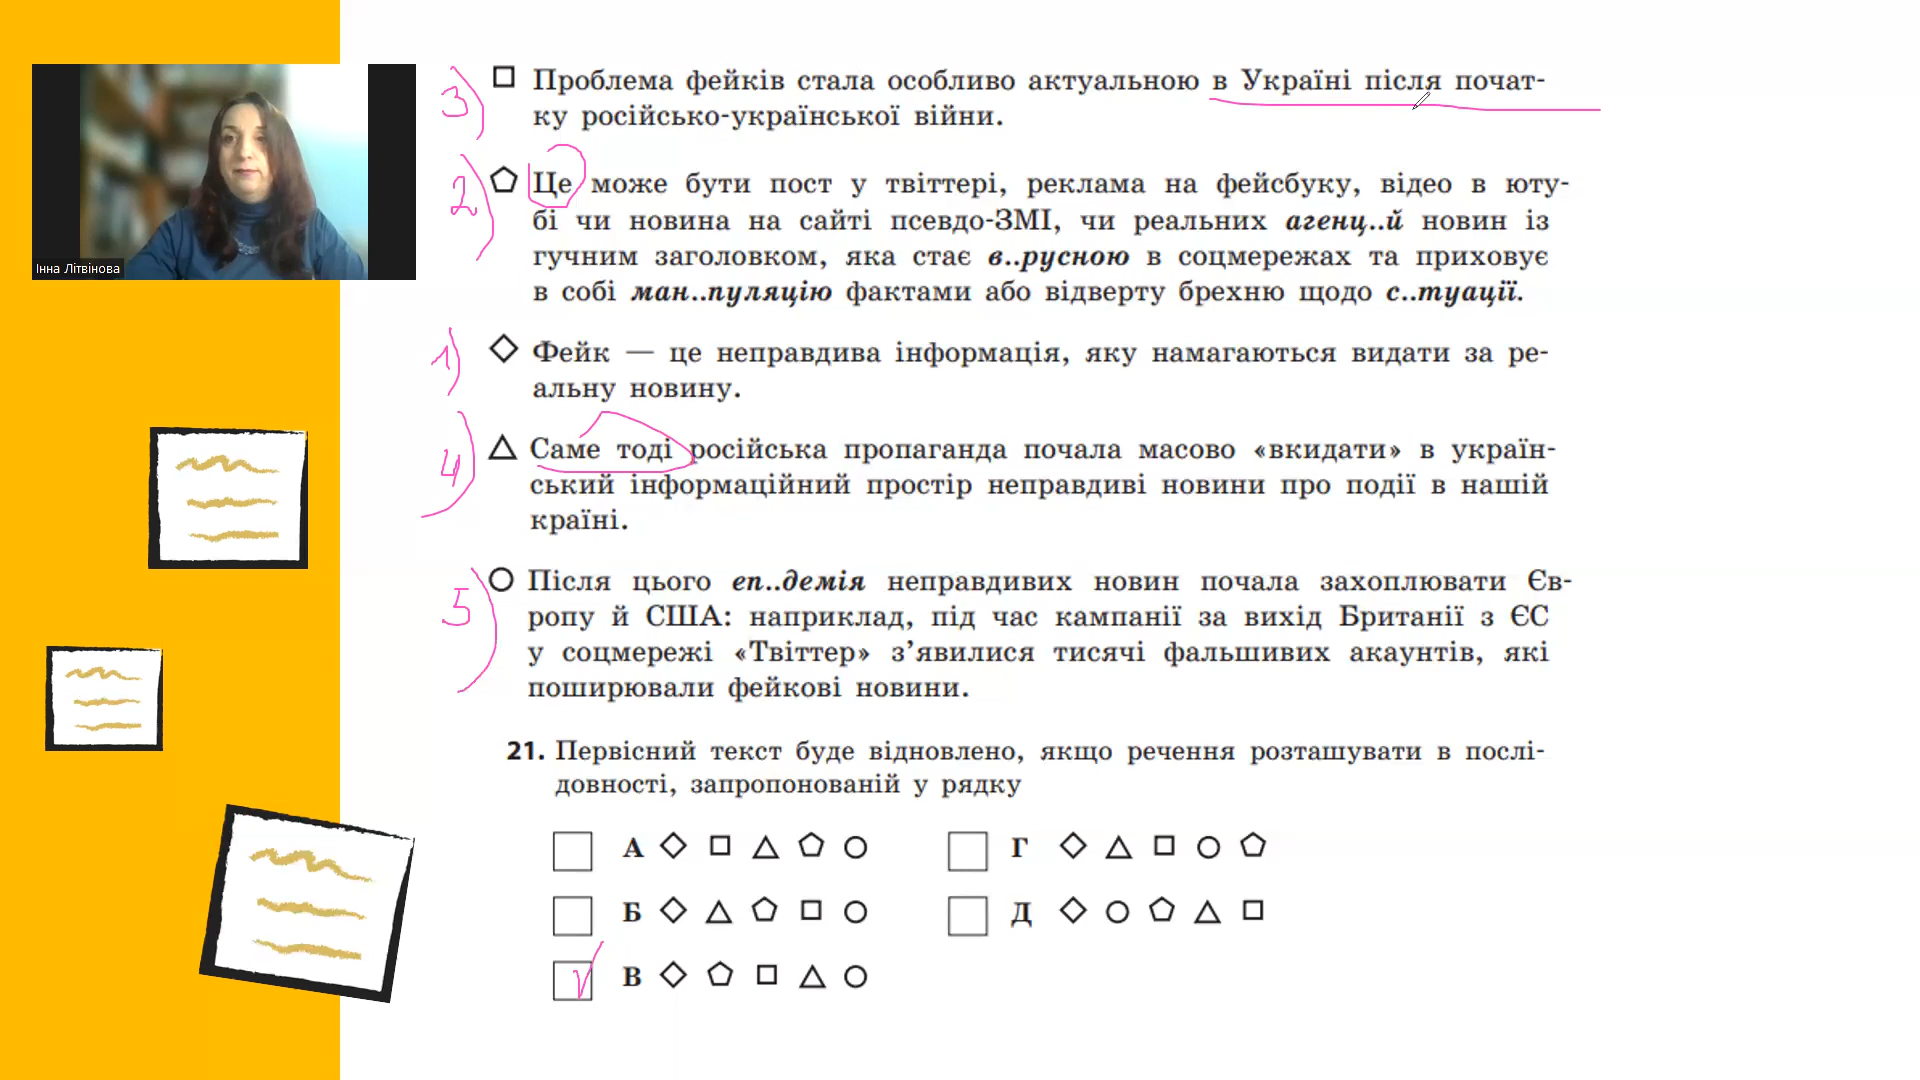 Інна Літвінова
3) Проблема фейків стала особливо актуальною в Україні після почат-
ку російсько-української війни.
2) Це може бути пост у твіттері, реклама на фейсбуку, відео в юту-
бі чи новина на сайті псевдо-ЗМІ, чи реальних агенц..й новин із
гучним заголовком, яка стає в..русною в соцмережах та приховує
в собі ман..пуляцію фактами або відверту брехню щодо с..туації.
1) Фейк — це неправдива інформація, яку намагаються видати за ре-
альну новину.
4) Саме тоді російська пропаганда почала масово «вкидати» в україн-
ський інформаційний простір неправдиві новини про події в нашій
країні.
5) Після цього еп..демія неправдивих новин почала захоплювати Єв-
ропу й США: наприклад, під час кампанії за вихід Британії з ЄС
у соцмережі «Твіттер» з’явилися тисячі фальшивих акаунтів, які
поширювали фейкові новини.
21. Первісний текст буде відновлено, якщо речення розташувати в послі-
довності, запропонованій у рядку
А ◇ □ △ ⬠ ○
Б ◇ △ ⬠ □ ○
В ◇ ⬠ □ △ ○
Г ◇ △ □ ○ ⬠
Д ◇ ○ ⬠ △ □